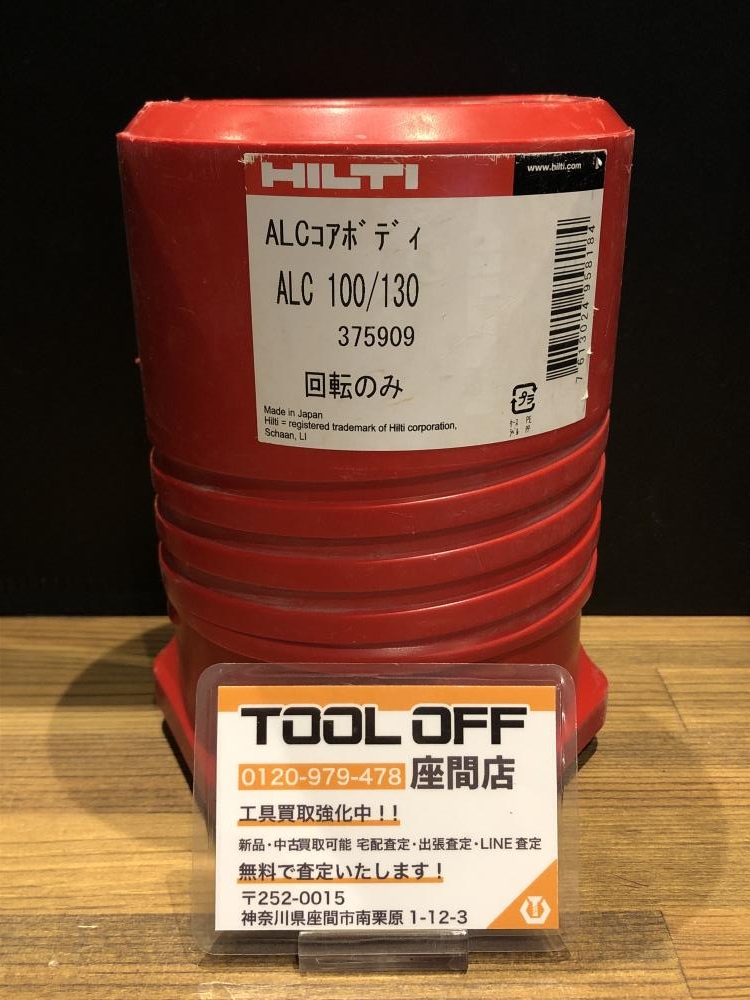 HILTI
www.hilti.com
ALCコアボディ
ALC 100/130
375909
回転のみ
7613024958184
プラ
Made in Japan
Hilti = registered trademark of Hilti corporation,
Schaan, LI
TOOL OFF
0120-979-478 座間店
工具買取強化中！！
新品・中古買取可能 宅配査定・出張査定・LINE査定
無料で査定いたします！
〒252-0015
神奈川県座間市南栗原 1-12-3